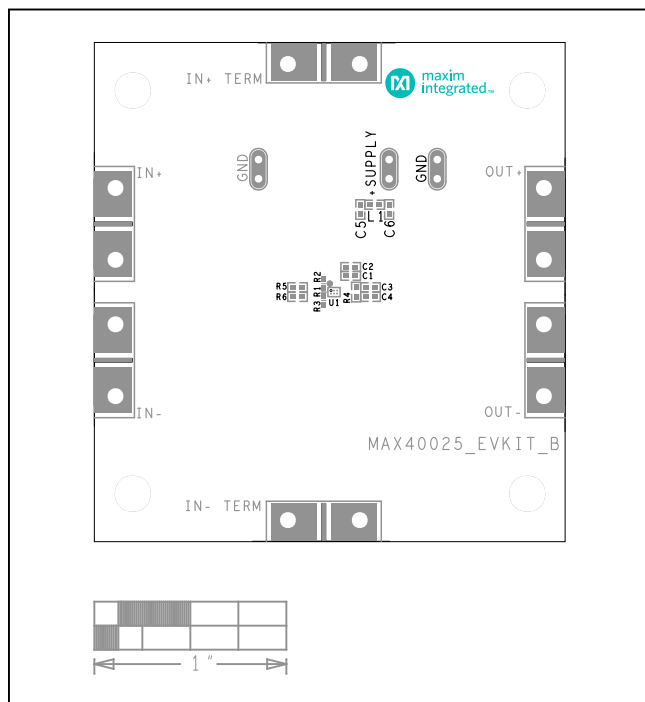 IN+ TERM
maxim
integrated™
IN+
GND
+SUPPLY
GND
OUT+
C5
L1
C6
C2
C1
R2
R5
R1
C3
R6
R4
C4
R3
U1
IN-
OUT-
MAX40025_EVKIT_B
IN- TERM
1"